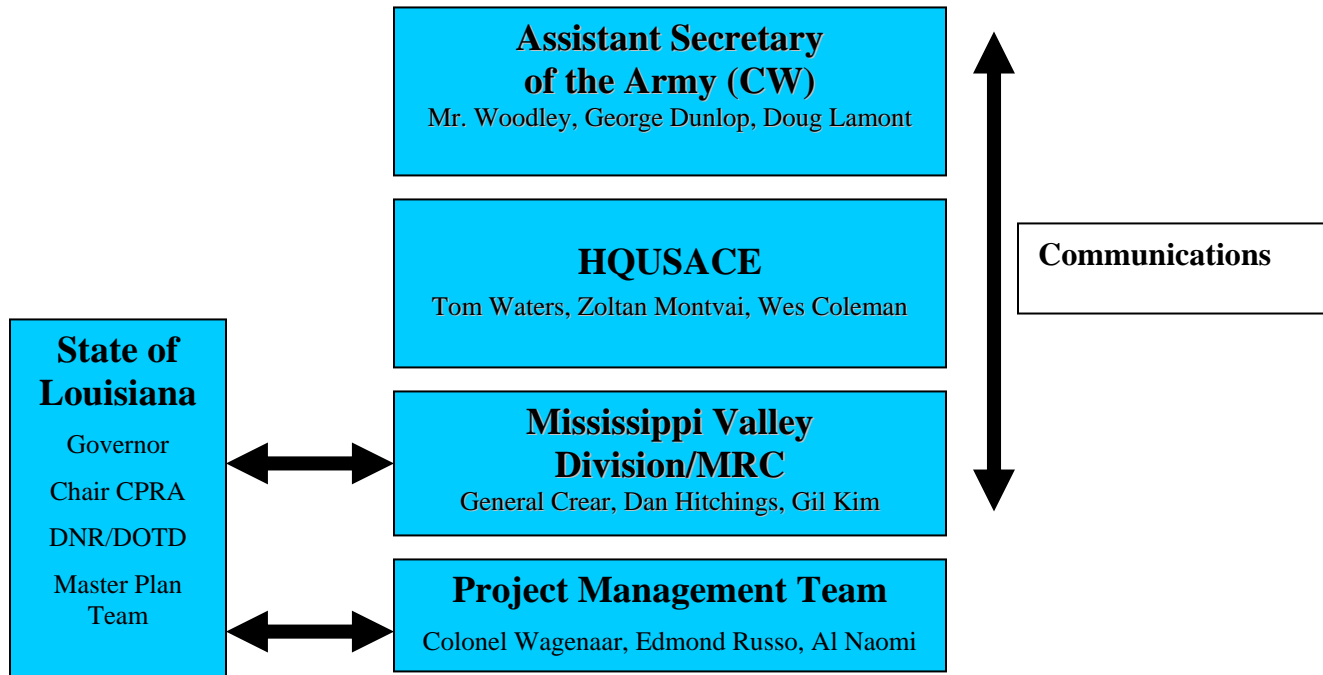 Assistant Secretary
of the Army (CW)
Mr. Woodley, George Dunlop, Doug Lamont
HQUSACE
Tom Waters, Zoltan Montvai, Wes Coleman
Communications
State of
Louisiana
Governor
Chair CPRA
DNR/DOTD
Master Plan
Team
Mississippi Valley
Division/MRC
General Crear, Dan Hitchings, Gil Kim
Project Management Team
Colonel Wagenaar, Edmond Russo, Al Naomi